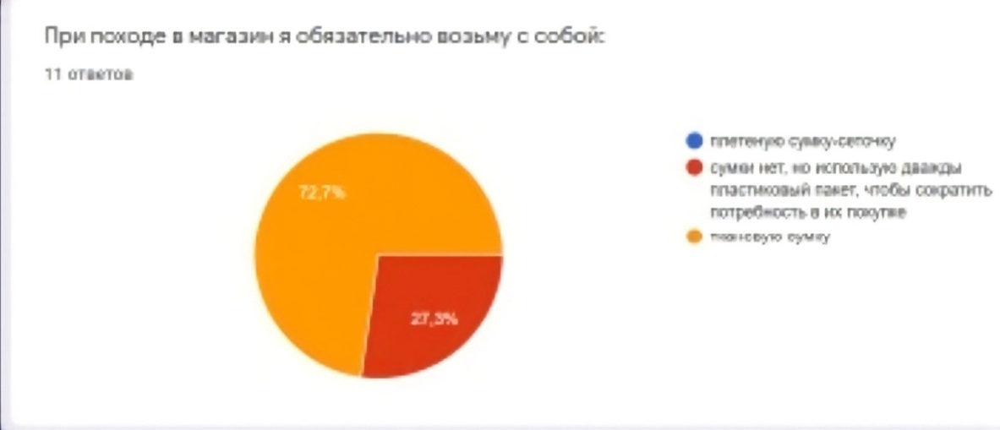 При походе в магазин я обязательно возьму с собой:
11 ответов
72,7%
27,3%
плетеную сумку-сеточку
сумки нет, но использую дважды
пластиковый пакет, чтобы сократить
потребность в их покупке
тканевую сумку